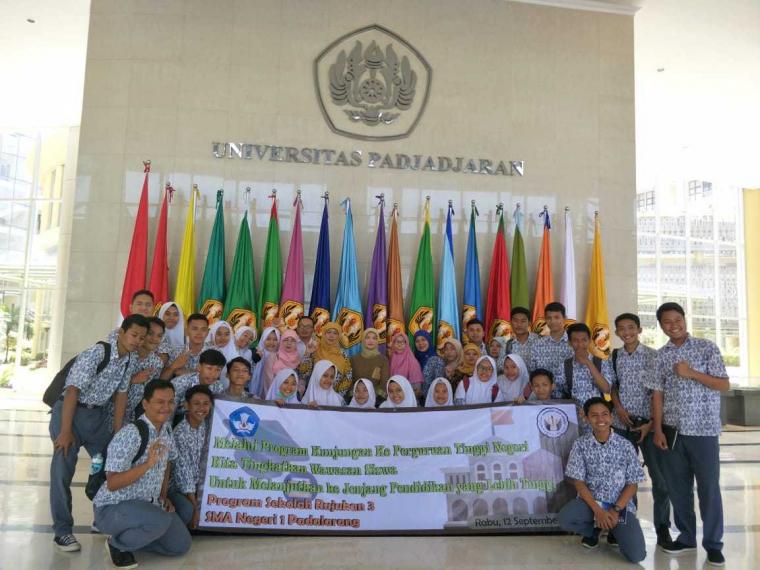 UNIVERSITAS PADJADJARAN
Melalui Program Kunjungan Ke Perguruan Tinggi Negeri
Kita Tingkatkan Wawasan Siswa
Untuk Melanjutkan ke Jenjang Pendidikan yang Lebih Tinggi
Program Sekolah Rujukan 3
SMA Negeri 1 Padalarang
Rabu, 12 September